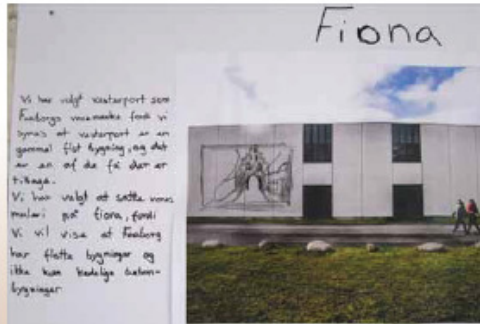 Fiona
Vi har valgt vesterport som
Faaborgs varemærke fordi vi
synes at vesterport er en
gammel flot bygning, og det
er en af de få der er
tilbage.
Vi har valgt at sætte vores
maleri på fiona, fordi
Vi vil vise at Faaborg
har flotte bygninger og
ikke kun kedelige beton-
bygninger